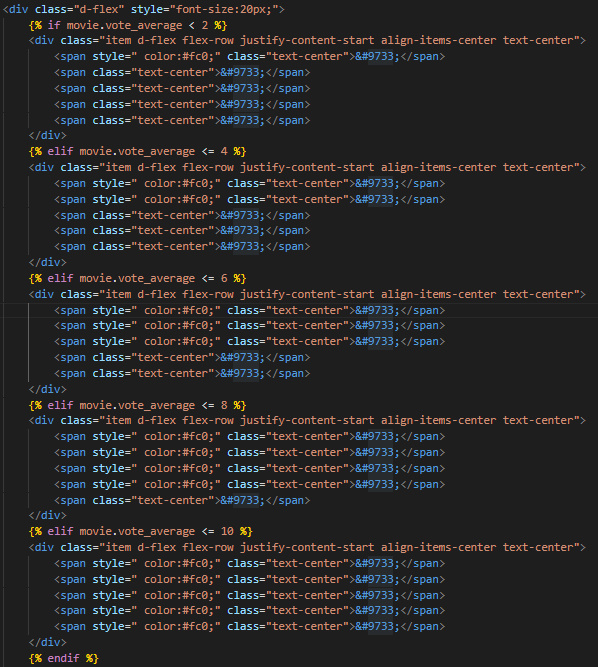 <div class="d-flex" style="font-size:20px;">
{% if movie.vote_average < 2 %}
<div class="item d-flex flex-row justify-content-start align-items-center text-center">
<span style=" color:#fc0;" class="text-center">&#9733;</span>
<span class="text-center">&#9733;</span>
<span class="text-center">&#9733;</span>
<span class="text-center">&#9733;</span>
<span class="text-center">&#9733;</span>
</div>
{% elif movie.vote_average <= 4 %}
<div class="item d-flex flex-row justify-content-start align-items-center text-center">
<span style=" color:#fc0;" class="text-center">&#9733;</span>
<span style=" color:#fc0;" class="text-center">&#9733;</span>
<span class="text-center">&#9733;</span>
<span class="text-center">&#9733;</span>
<span class="text-center">&#9733;</span>
</div>
{% elif movie.vote_average <= 6 %}
<div class="item d-flex flex-row justify-content-start align-items-center text-center">
<span style=" color:#fc0;" class="text-center">&#9733;</span>
<span style=" color:#fc0;" class="text-center">&#9733;</span>
<span style=" color:#fc0;" class="text-center">&#9733;</span>
<span class="text-center">&#9733;</span>
<span class="text-center">&#9733;</span>
</div>
{% elif movie.vote_average <= 8 %}
<div class="item d-flex flex-row justify-content-start align-items-center text-center">
<span style=" color:#fc0;" class="text-center">&#9733;</span>
<span style=" color:#fc0;" class="text-center">&#9733;</span>
<span style=" color:#fc0;" class="text-center">&#9733;</span>
<span style=" color:#fc0;" class="text-center">&#9733;</span>
<span class="text-center">&#9733;</span>
</div>
{% elif movie.vote_average <= 10 %}
<div class="item d-flex flex-row justify-content-start align-items-center text-center">
<span style=" color:#fc0;" class="text-center">&#9733;</span>
<span style=" color:#fc0;" class="text-center">&#9733;</span>
<span style=" color:#fc0;" class="text-center">&#9733;</span>
<span style=" color:#fc0;" class="text-center">&#9733;</span>
<span style=" color:#fc0;" class="text-center">&#9733;</span>
</div>
{% endif %}